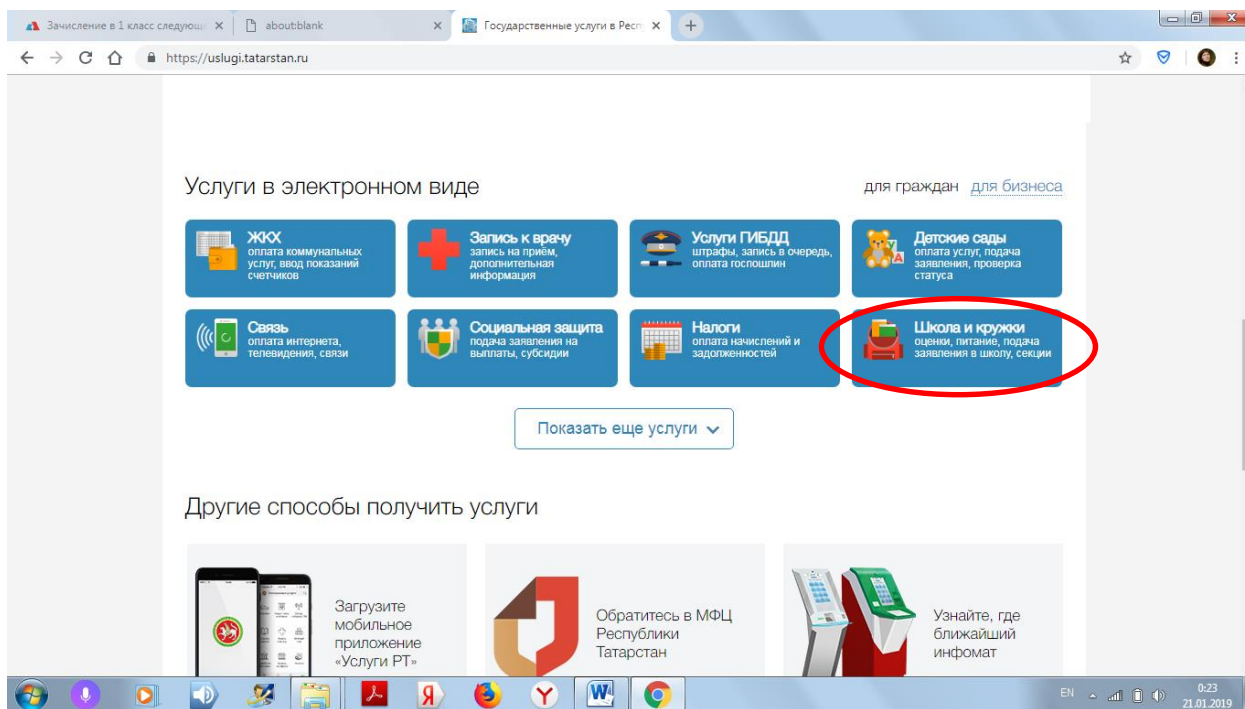 Зачисление в 1 класс следующ
about:blank
Государственные услуги в Респ
https://uslugi.tatarstan.ru
Услуги в электронном виде
для граждан для бизнеса
ЖКХ
оплата коммунальных
услуг, ввод показаний
счетчиков
Запись к врачу
запись на приём,
дополнительная
информация
Услуги ГИБДД
штрафы, запись в очередь,
оплата госпошлин
Детские сады
оплата услуг, подача
заявления, проверка
статуса
Связь
оплата интернета,
телевидения, связи
Социальная защита
подача заявления на
выплаты, субсидии
Налоги
оплата начислений и
задолженностей
Школа и кружки
оценки, питание, подача
заявления в школу, секции
Показать еще услуги
Другие способы получить услуги
Загрузите
мобильное
приложение
«Услуги РТ»
Обратитесь в МФЦ
Республики
Татарстан
Узнайте, где
ближайший
инфомат
EN
0:23
21.01.2019